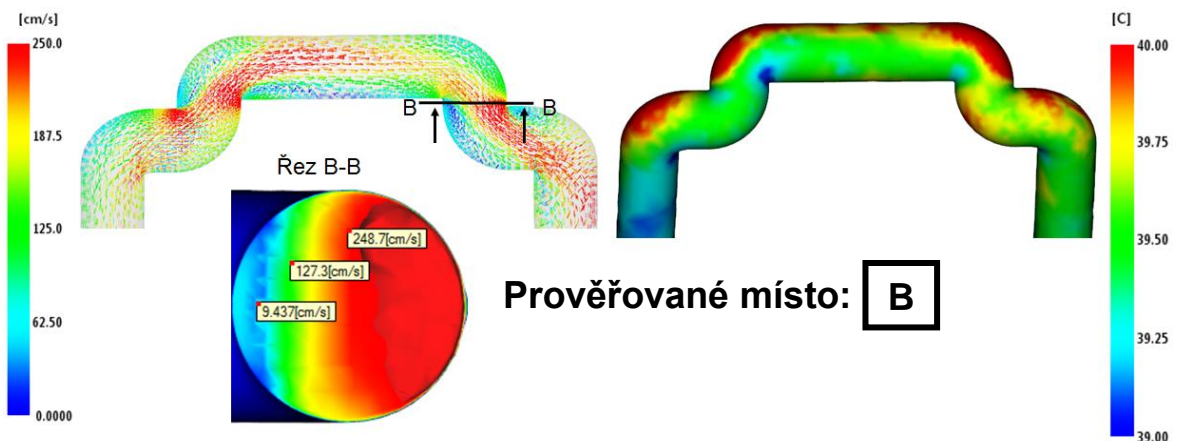 [cm/s]
250.0
187.5
125.0
62.50
0.0000
B
B
Řez B-B
248.7[cm/s]
127.3[cm/s]
9.437[cm/s]
Prověřované místo: B
[C]
40.00
39.75
39.50
39.25
39.00